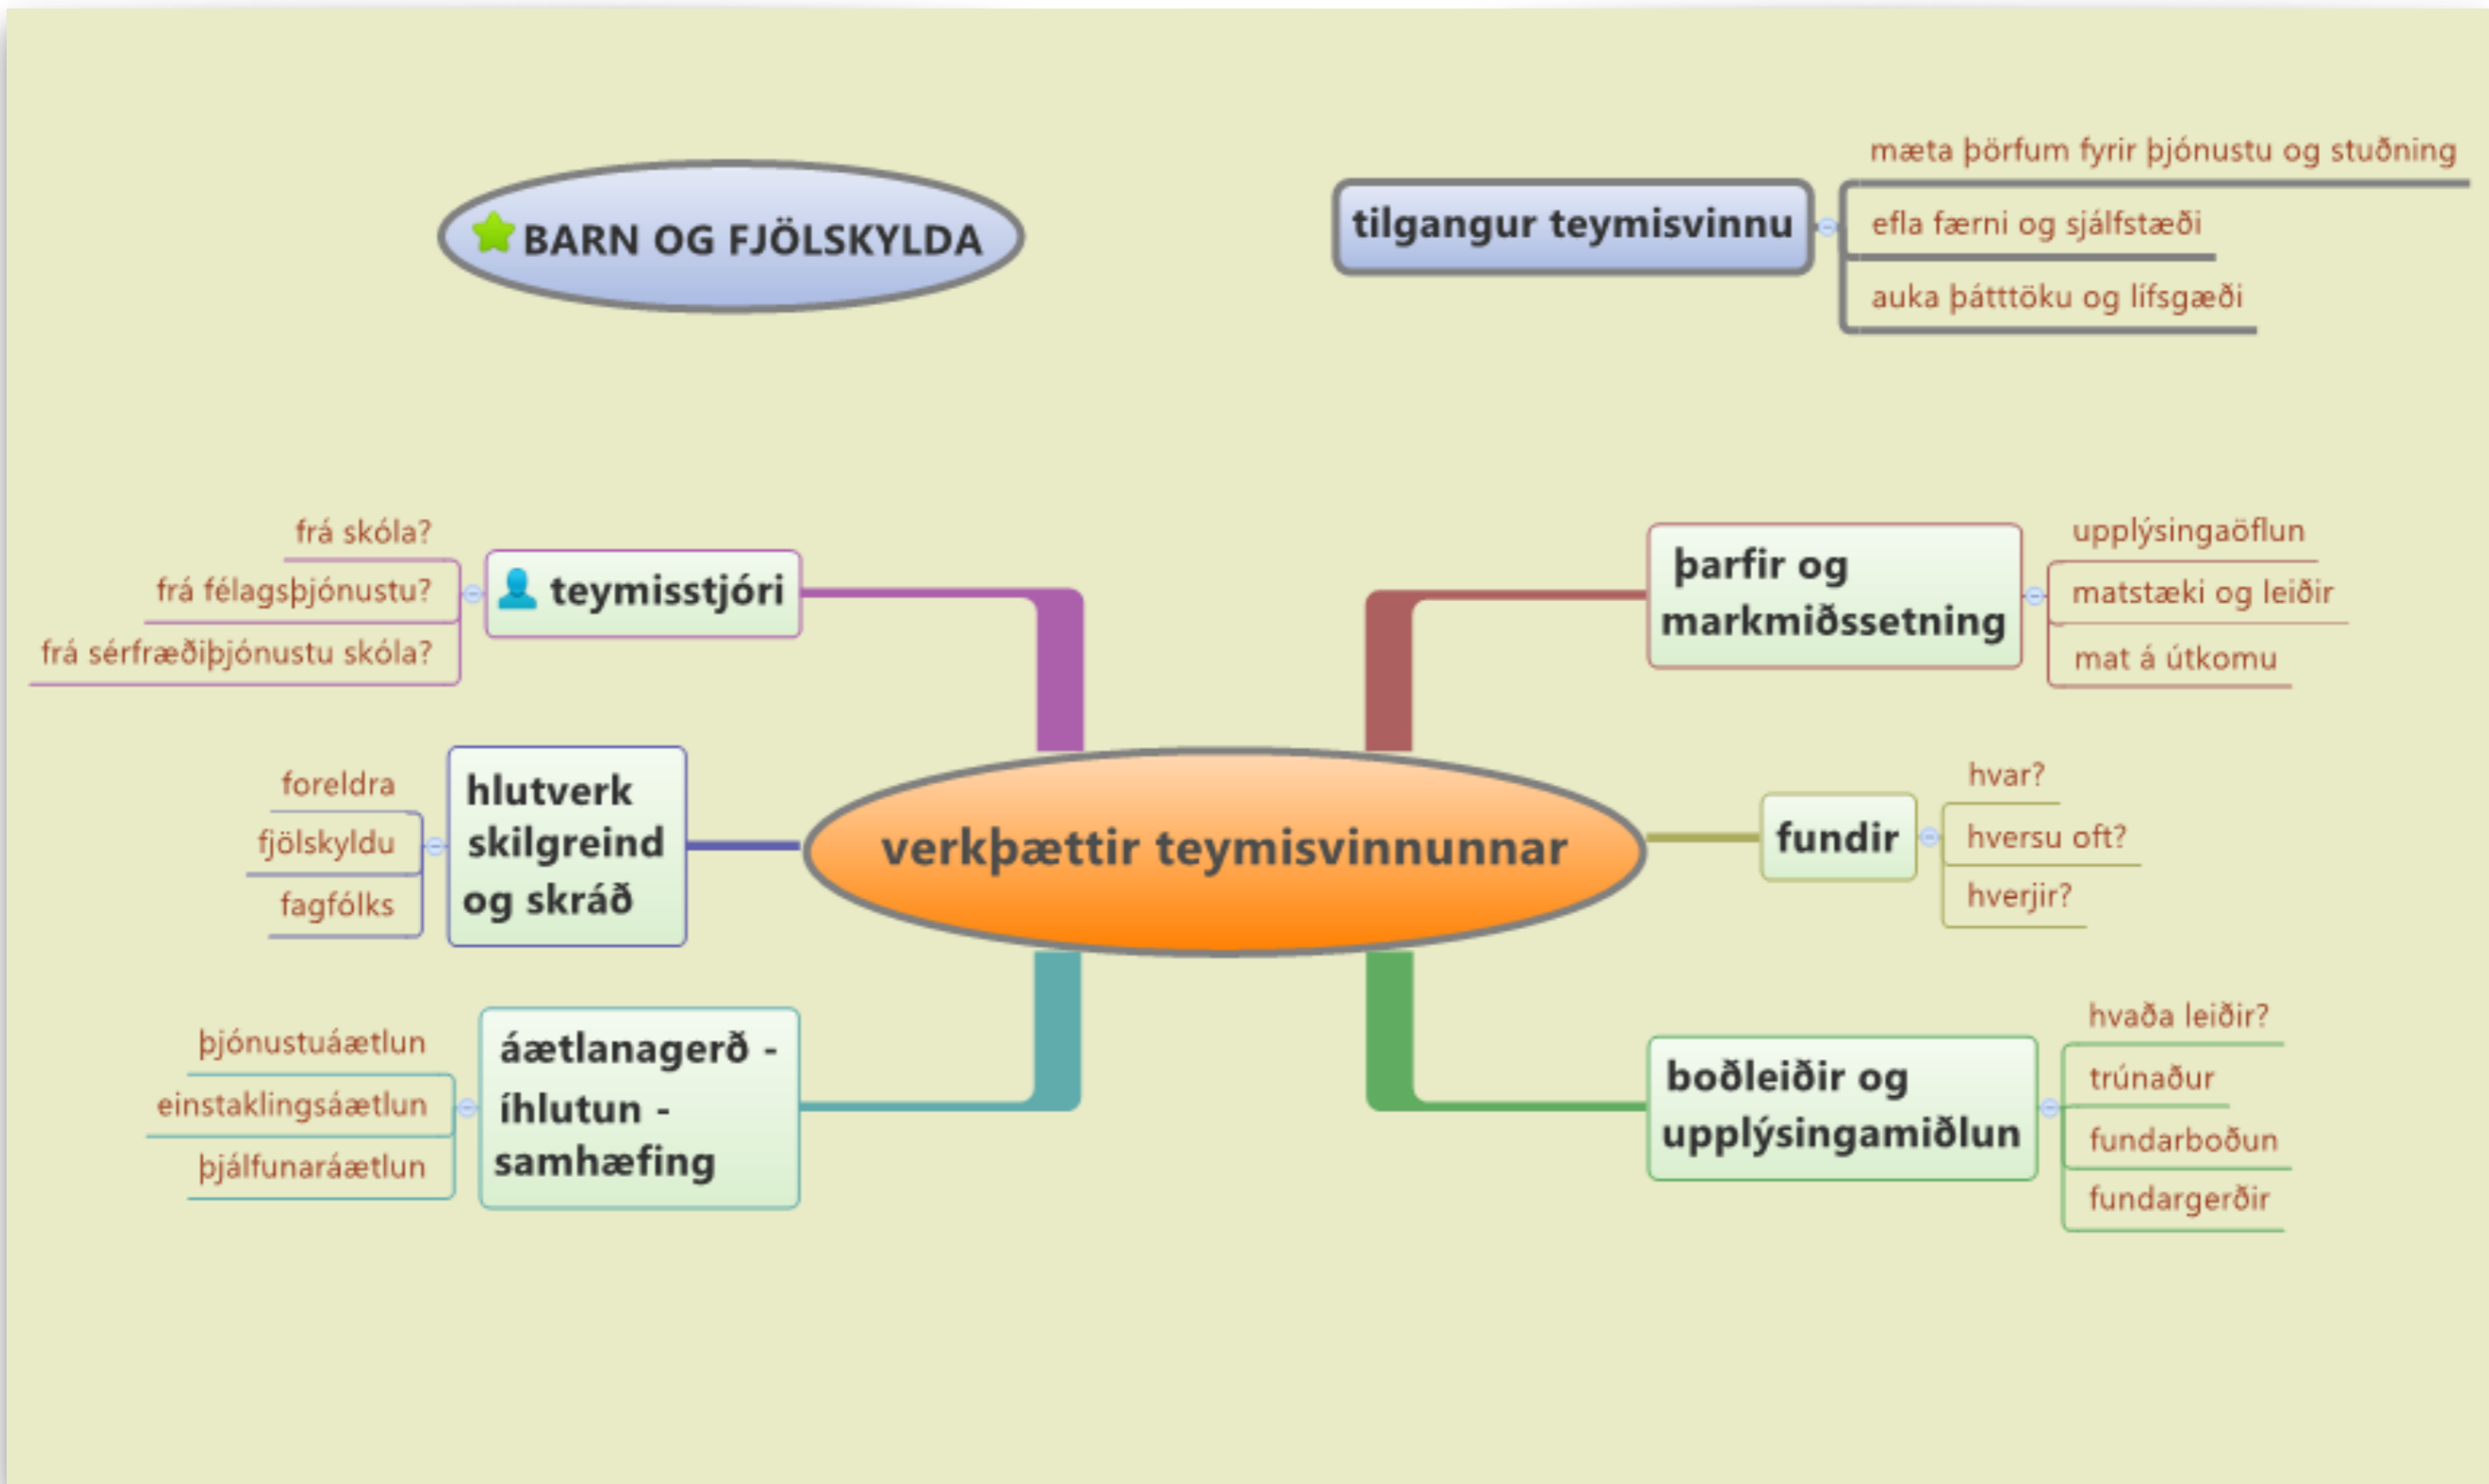 BARN OG FJÖLSKYLDA
tilgangur teymisvinnu
mæta þörfum fyrir þjónustu og stuðning
efla færni og sjálfstæði
auka þátttöku og lífsgæði
verkþættir teymisvinnunnar
teymisstjóri
frá skóla?
frá félagsþjónustu?
frá sérfræðiþjónustu skóla?
hlutverk
skilgreind
og skráð
foreldra
fjölskyldu
fagfólks
áætlanagerð -
íhlutun -
samhæfing
þjónustuáætlun
einstaklingsáætlun
þjálfunaráætlun
þarfir og
markmiðssetning
upplýsingaöflun
matstæki og leiðir
mat á útkomu
fundir
hvar?
hversu oft?
hverjir?
boðleiðir og
upplýsingamiðlun
hvaða leiðir?
trúnaður
fundarboðun
fundargerðir